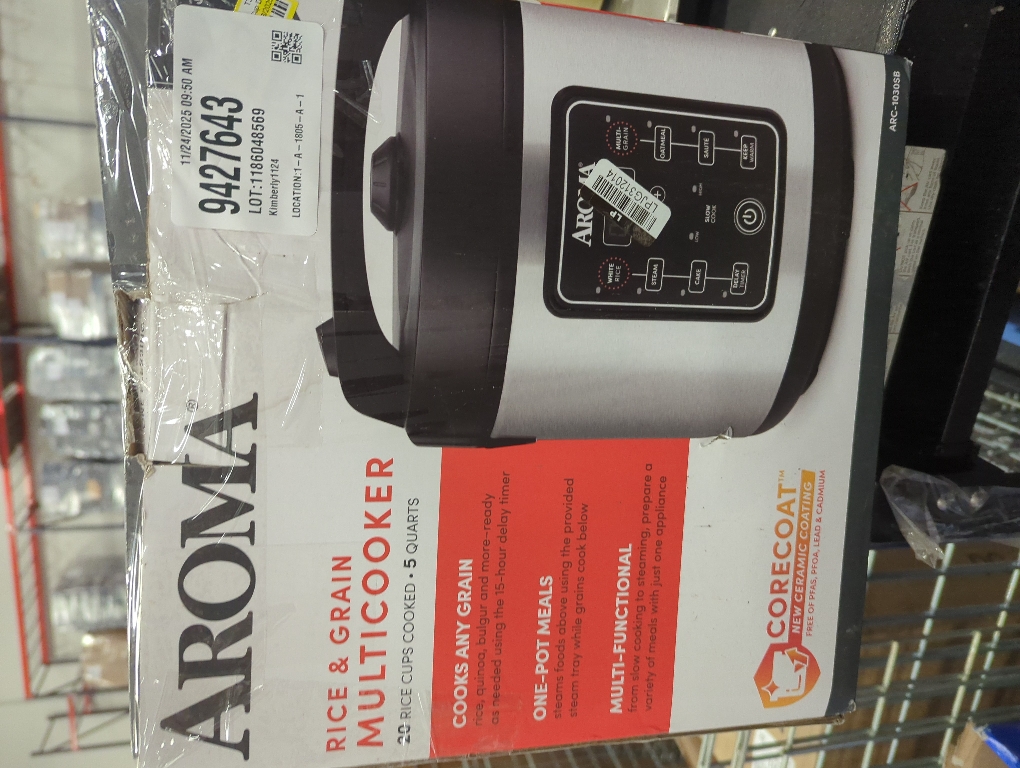 11/24/2025 09:50 AM
9427643
LOT:1186048569
Kimberly1124
LOCATION:1-A-1805-A-1
AROMA®
RICE & GRAIN
MULTICOOKER
20 RICE CUPS COOKED • 5 QUARTS
COOKS ANY GRAIN
rice, quinoa, bulgur and more-ready
as needed using the 15-hour delay timer
ONE-POT MEALS
steams foods above using the provided
steam tray while grains cook below
MULTI-FUNCTIONAL
from slow cooking to steaming, prepare a
variety of meals with just one appliance
CORECOAT™
NEW CERAMIC COATING
FREE OF PFAS, PFOA, LEAD & CADMIUM
LPJG312014
WHITE
RICE
STEAM
CAKE
DELAY
TIMER
MULTI-
GRAIN
OATMEAL
SAUTÉ
KEEP
WARM
LOW
SLOW
COOK
HIGH
ARC-1030SB